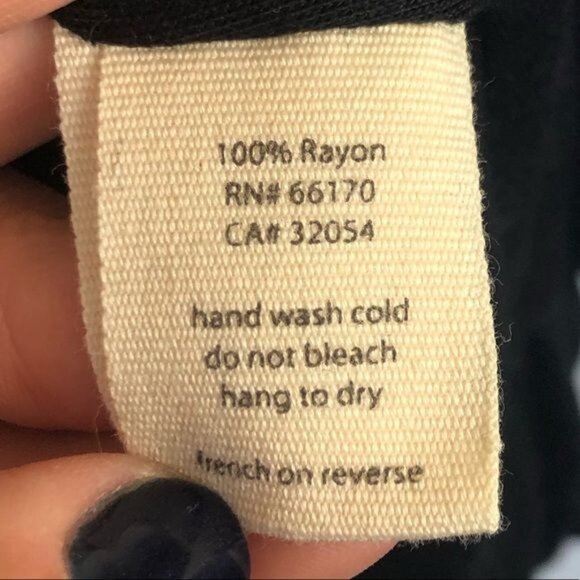 100% Rayon
RN# 66170
CA# 32054
hand wash cold
do not bleach
hang to dry
french on reverse